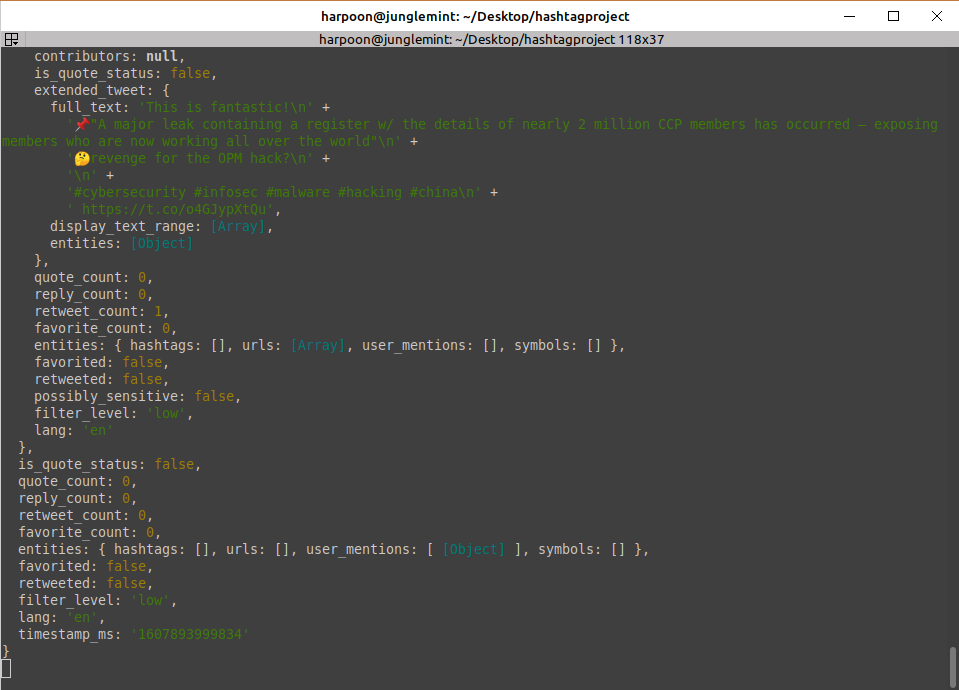 harpoon@junglemint: ~/Desktop/hashtagproject
harpoon@junglemint: ~/Desktop/hashtagproject 118x37
contributors: null,
is_quote_status: false,
extended_tweet: {
full_text: 'This is fantastic!\n' +
'📌"A major leak containing a register w/ the details of nearly 2 million CCP members has occurred – exposing
members who are now working all over the world"\n' +
'🤔revenge for the OPM hack?\n' +
'\n' +
'#cybersecurity #infosec #malware #hacking #china\n' +
' https://t.co/o4GJypXtQu',
display_text_range: [Array],
entities: [Object]
},
quote_count: 0,
reply_count: 0,
retweet_count: 1,
favorite_count: 0,
entities: { hashtags: [], urls: [Array], user_mentions: [], symbols: [] },
favorited: false,
retweeted: false,
possibly_sensitive: false,
filter_level: 'low',
lang: 'en'
},
is_quote_status: false,
quote_count: 0,
reply_count: 0,
retweet_count: 0,
favorite_count: 0,
entities: { hashtags: [], urls: [], user_mentions: [ [Object] ], symbols: [] },
favorited: false,
retweeted: false,
filter_level: 'low',
lang: 'en',
timestamp_ms: '1607893999834'
}